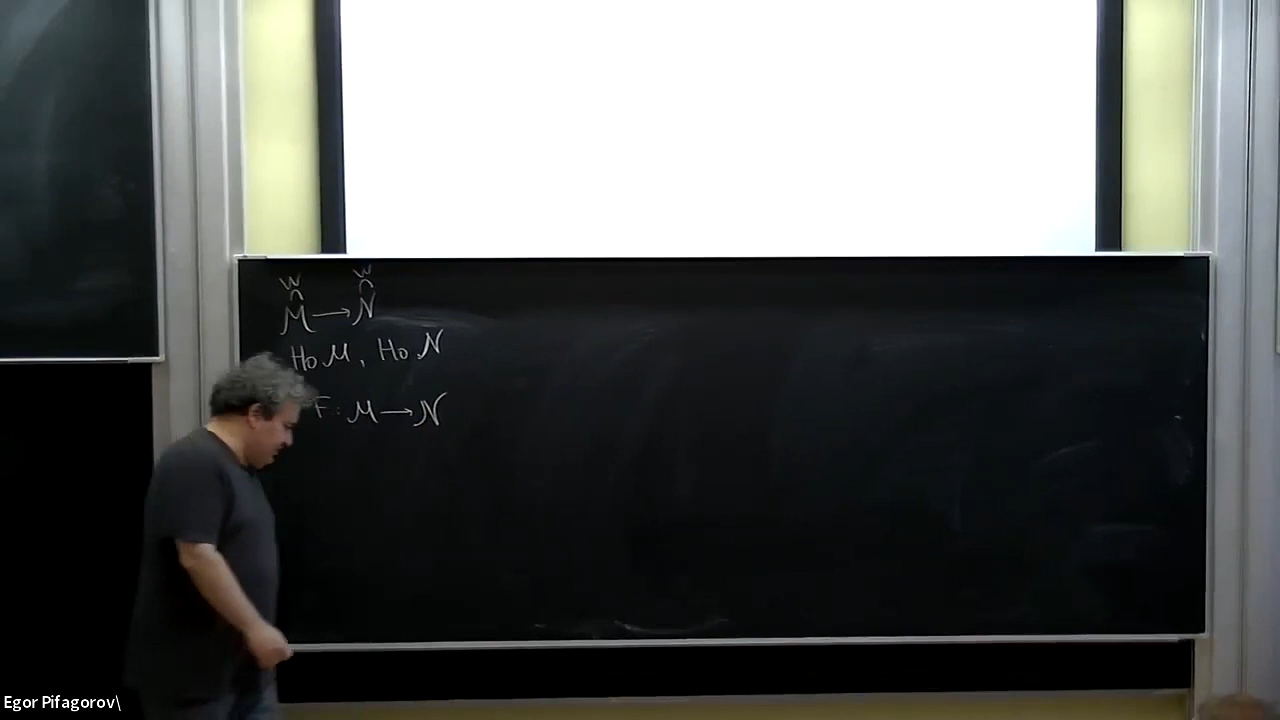 W W
∩ ∩
M → N
Ho M, Ho N
F: M → N
Egor Pifagorov\